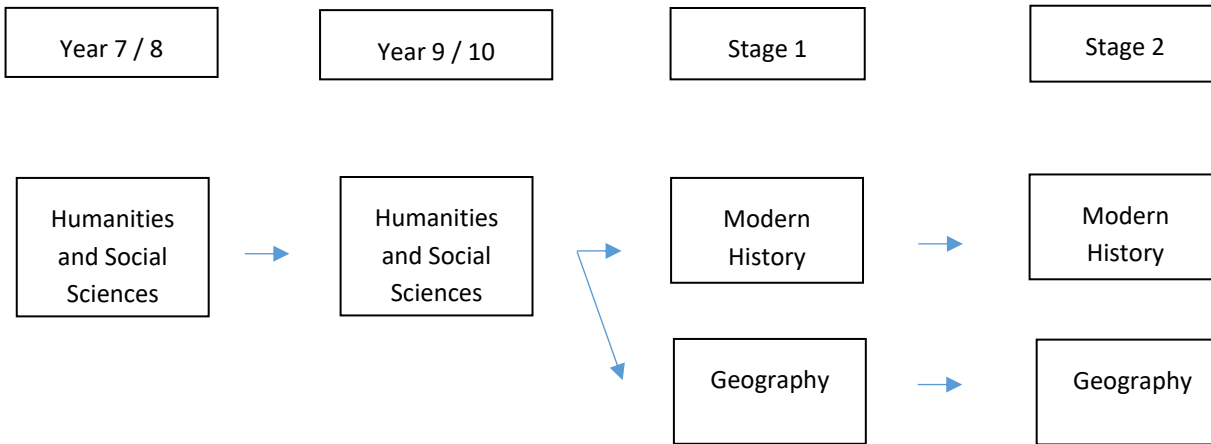 Year 7 / 8
Year 9 / 10
Stage 1
Stage 2
Humanities
and Social
Sciences
Humanities
and Social
Sciences
Modern
History
Modern
History
Geography
Geography